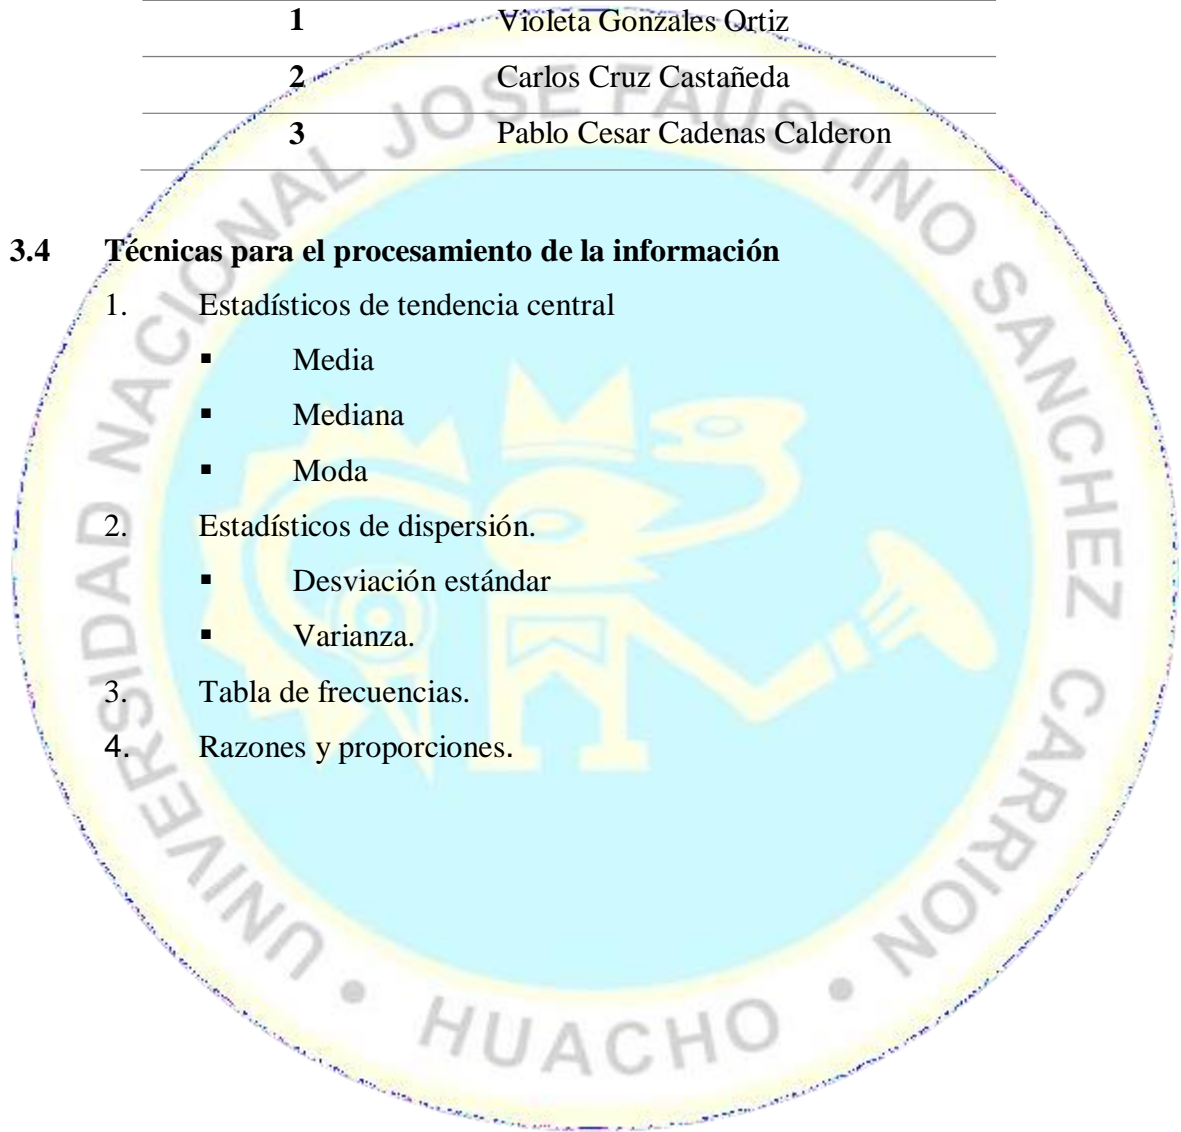 1 Violeta Gonzales Ortiz
2 Carlos Cruz Castañeda
3 Pablo Cesar Cadenas Calderon
3.4 Técnicas para el procesamiento de la información
1. Estadísticos de tendencia central
▪ Media
▪ Mediana
▪ Moda
2. Estadísticos de dispersión.
▪ Desviación estándar
▪ Varianza.
3. Tabla de frecuencias.
4. Razones y proporciones.
UNIVERSIDAD NACIONAL JOSE FAUSTINO SANCHEZ CARRION • HUACHO •